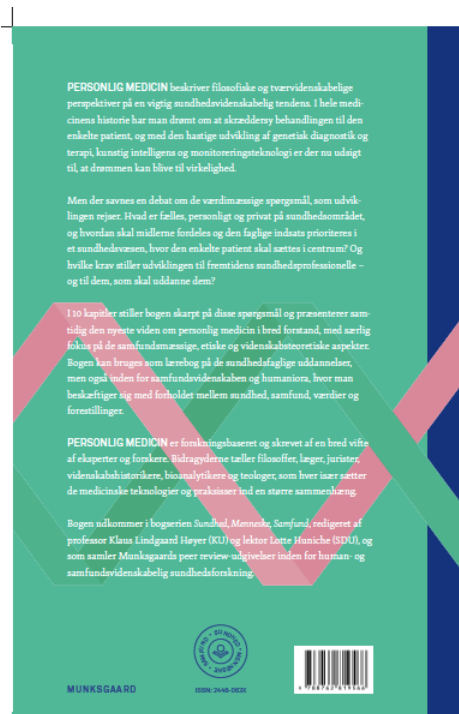 PERSONLIG MEDICIN beskriver filosofiske og tværvidenskabelige
perspektiver på en vigtig sundhedsvidenskabelig tendens. I hele medi-
cinens historie har man drømt om at skræddersy behandlingen til den
enkelte patient, og med den hastige udvikling af genetisk diagnostik og
terapi, kunstig intelligens og monitoreringsteknologi er der nu udsigt
til, at drømmen kan blive til virkelighed.
Men der savnes en debat om de værdimæssige spørgsmål, som udvik-
lingen rejser. Hvad er fælles, personligt og privat på sundhedsområdet,
og hvordan skal midlerne fordeles og den faglige indsats prioriteres i
et sundhedsvæsen, hvor den enkelte patient skal sættes i centrum? Og
hvilke krav stiller udviklingen til fremtidens sundhedsprofessionelle –
og til dem, som skal uddanne dem?
I 10 kapitler stiller bogen skarpt på disse spørgsmål og præsenterer sam-
tidig den nyeste viden om personlig medicin i bred forstand, med særlig
fokus på de samfundsmæssige, etiske og videnskabsteoretiske aspekter.
Bogen kan bruges som lærebog på de sundhedsfaglige uddannelser,
men også inden for samfundsvidenskaben og humaniora, hvor man
beskæftiger sig med forholdet mellem sundhed, samfund, værdier og
forestillinger.
PERSONLIG MEDICIN er forskningsbaseret og skrevet af en bred vifte
af eksperter og forskere. Bidragyderne tæller filosoffer, læger, jurister,
videnskabshistorikere, bioanalytikere og teologer, som hver især sætter
de medicinske teknologier og praksisser ind en større sammenhæng.
Bogen udkommer i bogserien Sundhed, Menneske, Samfund, redigeret af
professor Klaus Lindgaard Høyer (KU) og lektor Lotte Huniche (SDU), og
som samler Munksgaards peer review-udgivelser inden for human- og
samfundsvidenskabelig sundhedsforskning.
SUNDHED • MENNESKE • SAMFUND
MUNKSGAARD